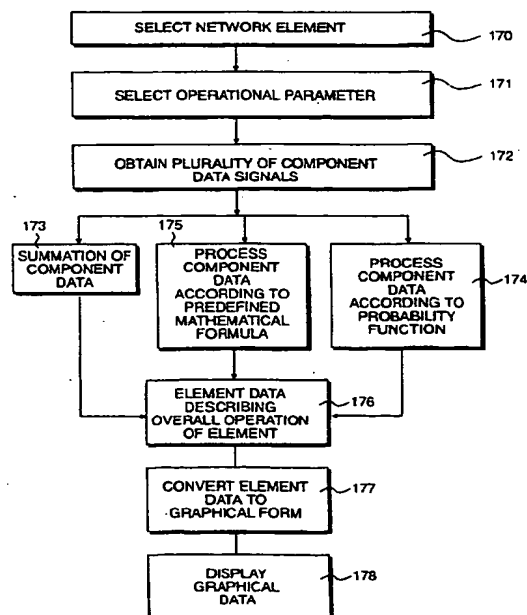 SELECT NETWORK ELEMENT
170
SELECT OPERATIONAL PARAMETER
171
OBTAIN PLURALITY OF COMPONENT
DATA SIGNALS
172
173
SUMMATION OF
COMPONENT
DATA
175
PROCESS
COMPONENT
DATA
ACCORDING TO
PREDEFINED
MATHEMATICAL
FORMULA
PROCESS
COMPONENT
DATA
ACCORDING TO
PROBABILITY
FUNCTION
174
ELEMENT DATA
DESCRIBING
OVERALL OPERATION
OF ELEMENT
176
CONVERT ELEMENT
DATA TO
GRAPHICAL FORM
177
DISPLAY
GRAPHICAL
DATA
178